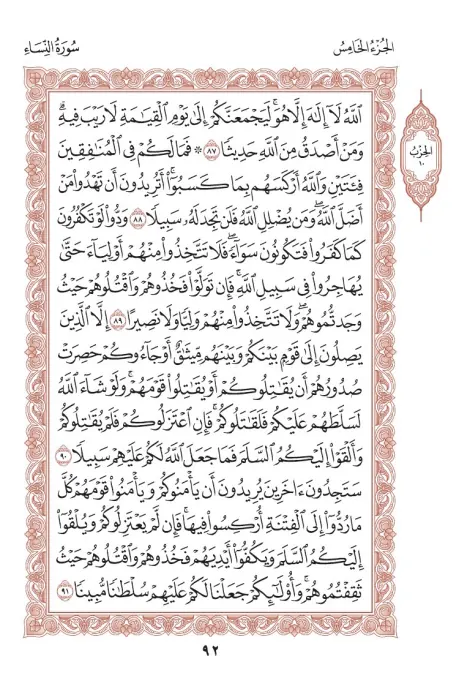 الجزء الخامس
سورة النساء
ٱللَّهُ لَآ إِلَٰهَ إِلَّا هُوَۚ لَيَجۡمَعَنَّكُمۡ إِلَىٰ يَوۡمِ ٱلۡقِيَٰمَةِ لَا رَيۡبَ فِيهِۗ
وَمَنۡ أَصۡدَقُ مِنَ ٱللَّهِ حَدِيثٗا ٨٧ ۞ فَمَا لَكُمۡ فِي ٱلۡمُنَٰفِقِينَ
فِئَتَيۡنِ وَٱللَّهُ أَرۡكَسَهُم بِمَا كَسَبُوٓاْۚ أَتُرِيدُونَ أَن تَهۡدُواْ مَنۡ
أَضَلَّ ٱللَّهُۖ وَمَن يُضۡلِلِ ٱللَّهُ فَلَن تَجِدَ لَهُۥ سَبِيلٗا ٨٨ وَدُّواْ لَوۡ تَكۡفُرُونَ
كَمَا كَفَرُواْ فَتَكُونُونَ سَوَآءٗۖ فَلَا تَتَّخِذُواْ مِنۡهُمۡ أَوۡلِيَآءَ حَتَّىٰ
يُهَاجِرُواْ فِي سَبِيلِ ٱللَّهِۚ فَإِن تَوَلَّوۡاْ فَخُذُوهُمۡ وَٱقۡتُلُوهُمۡ حَيۡثُ
وَجَدتُّمُوهُمۡۖ وَلَا تَتَّخِذُواْ مِنۡهُمۡ وَلِيّٗا وَلَا نَصِيرًا ٨٩ إِلَّا ٱلَّذِينَ
يَصِلُونَ إِلَىٰ قَوۡمِۭ بَيۡنَكُمۡ وَبَيۡنَهُم مِّيثَٰقٌ أَوۡ جَآءُوكُمۡ حَصِرَتۡ
صُدُورُهُمۡ أَن يُقَٰتِلُوكُمۡ أَوۡ يُقَٰتِلُواْ قَوۡمَهُمۡۚ وَلَوۡ شَآءَ ٱللَّهُ
لَسَلَّطَهُمۡ عَلَيۡكُمۡ فَلَقَٰتَلُوكُمۡۚ فَإِنِ ٱعۡتَزَلُوكُمۡ فَلَمۡ يُقَٰتِلُوكُمۡ
وَأَلۡقَوۡاْ إِلَيۡكُمُ ٱلسَّلَمَ فَمَا جَعَلَ ٱللَّهُ لَكُمۡ عَلَيۡهِمۡ سَبِيلٗا ٩٠
سَتَجِدُونَ ءَاخَرِينَ يُرِيدُونَ أَن يَأۡمَنُوكُمۡ وَيَأۡمَنُواْ قَوۡمَهُمۡ كُلَّ
مَا رُدُّوٓاْ إِلَى ٱلۡفِتۡنَةِ أُرۡكِسُواْ فِيهَاۚ فَإِن لَّمۡ يَعۡتَزِلُوكُمۡ وَيُلۡقُوٓاْ
إِلَيۡكُمُ ٱلسَّلَمَ وَيَكُفُّوٓاْ أَيۡدِيَهُمۡ فَخُذُوهُمۡ وَٱقۡتُلُوهُمۡ حَيۡثُ
ثَقِفۡتُمُوهُمۡۚ وَأُوْلَٰٓئِكُمۡ جَعَلۡنَا لَكُمۡ عَلَيۡهِمۡ سُلۡطَٰنٗا مُّبِينٗا ٩١
الحزب
١٠
٩٢